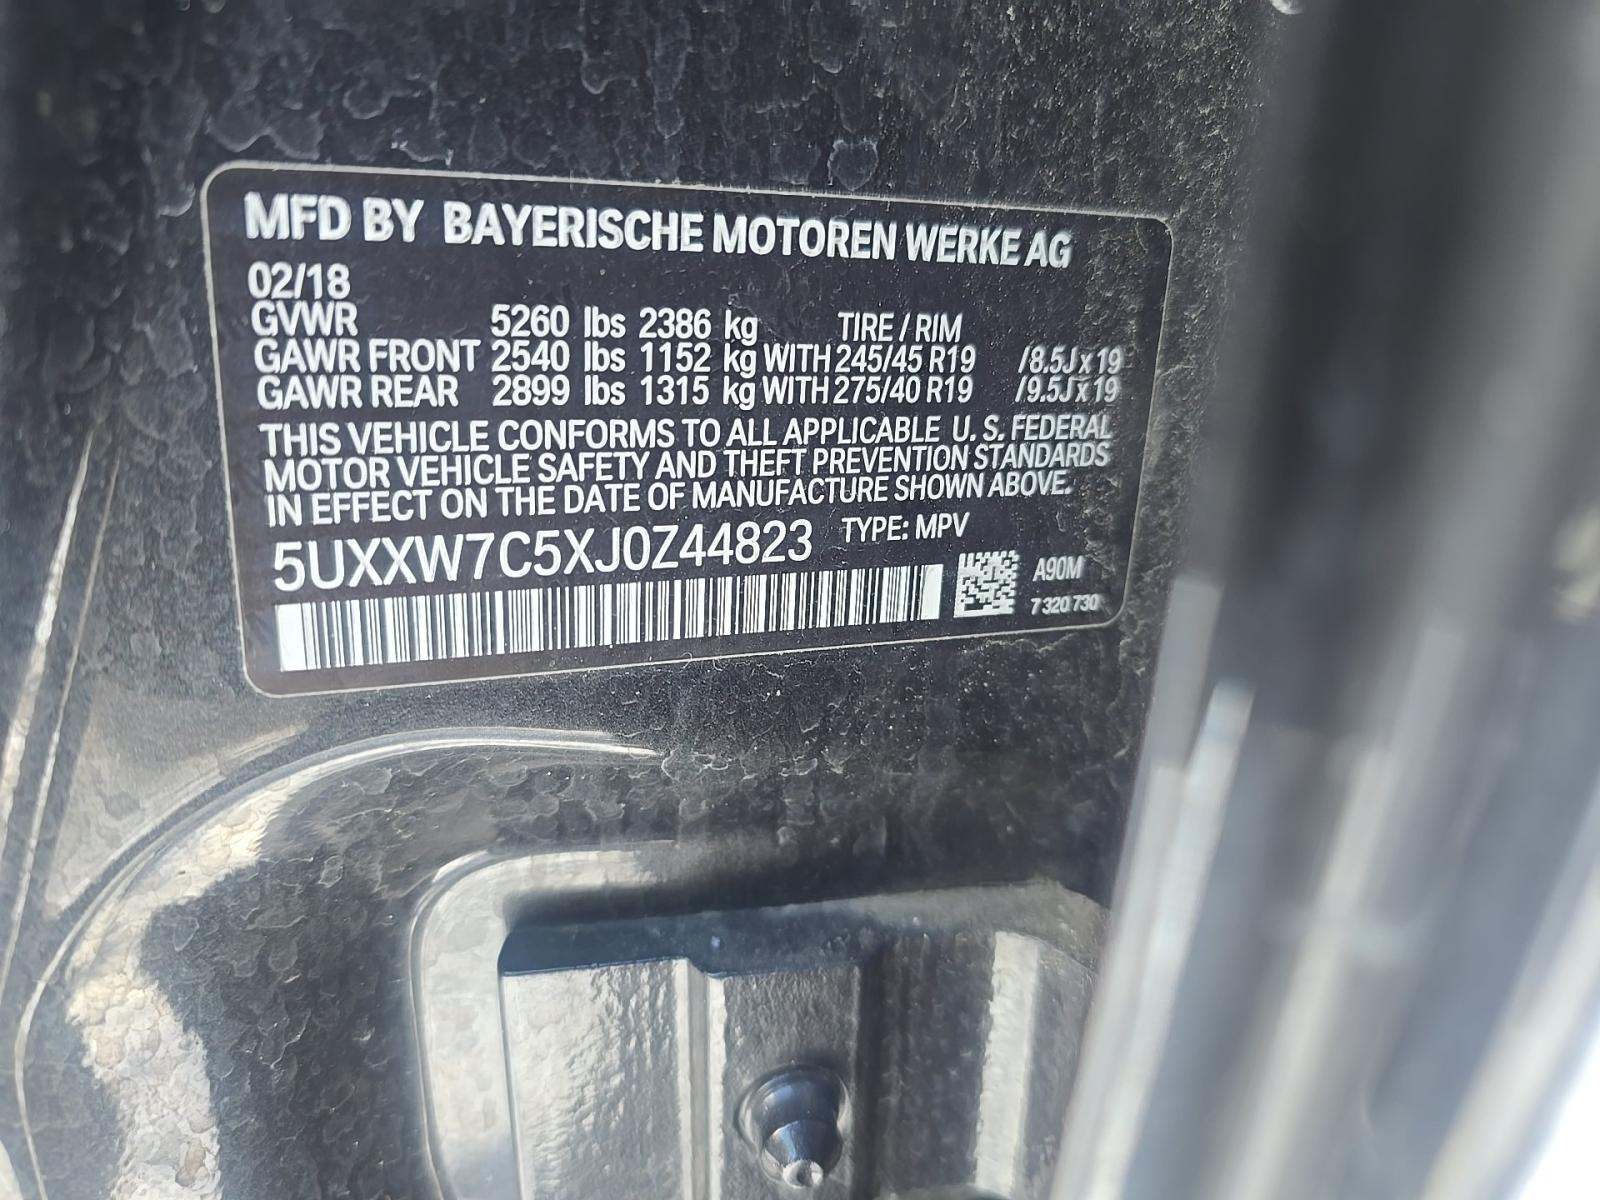 MFD BY BAYERISCHE MOTOREN WERKE AG
02/18
GVWR 5260 lbs 2386 kg TIRE / RIM
GAWR FRONT 2540 lbs 1152 kg WITH 245/45 R19 /8.5J x 19
GAWR REAR 2899 lbs 1315 kg WITH 275/40 R19 /9.5J x 19
THIS VEHICLE CONFORMS TO ALL APPLICABLE U. S. FEDERAL
MOTOR VEHICLE SAFETY AND THEFT PREVENTION STANDARDS
IN EFFECT ON THE DATE OF MANUFACTURE SHOWN ABOVE.
5UXXW7C5XJ0Z44823 TYPE: MPV
A90M
7 320 730